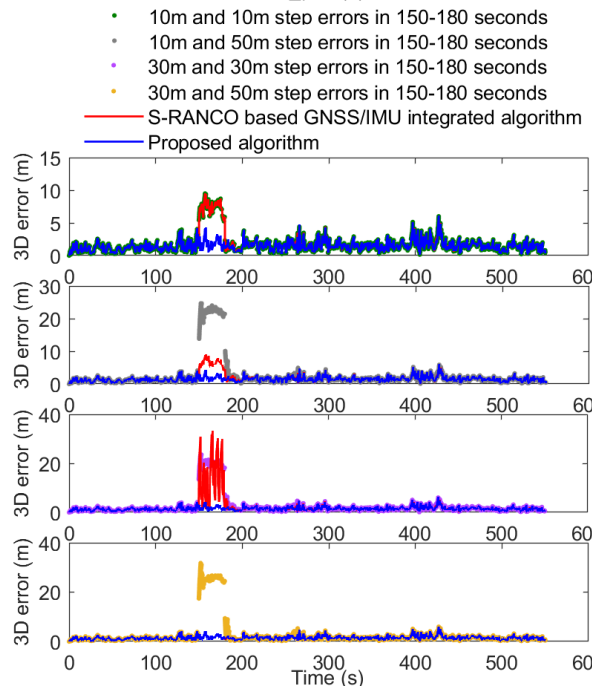 10m and 10m step errors in 150-180 seconds
10m and 50m step errors in 150-180 seconds
30m and 30m step errors in 150-180 seconds
30m and 50m step errors in 150-180 seconds
S-RANCO based GNSS/IMU integrated algorithm
Proposed algorithm
3D error (m)
15
10
5
0
0 100 200 300 400 500 60
3D error (m)
30
20
10
0
0 100 200 300 400 500 60
3D error (m)
40
20
0
0 100 200 300 400 500 60
3D error (m)
40
20
0
0 100 200 300 400 500 60
Time (s)